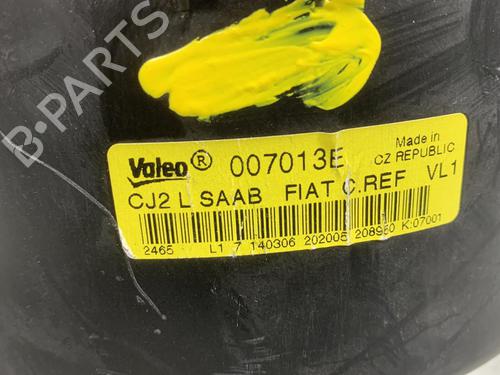 B-PARTS
Valeo® 007013E Made in
CZ REPUBLIC
CJ2 L SAAB FIAT C.REF VL1
2465 L1 7 140306 202005 208950 K:07001